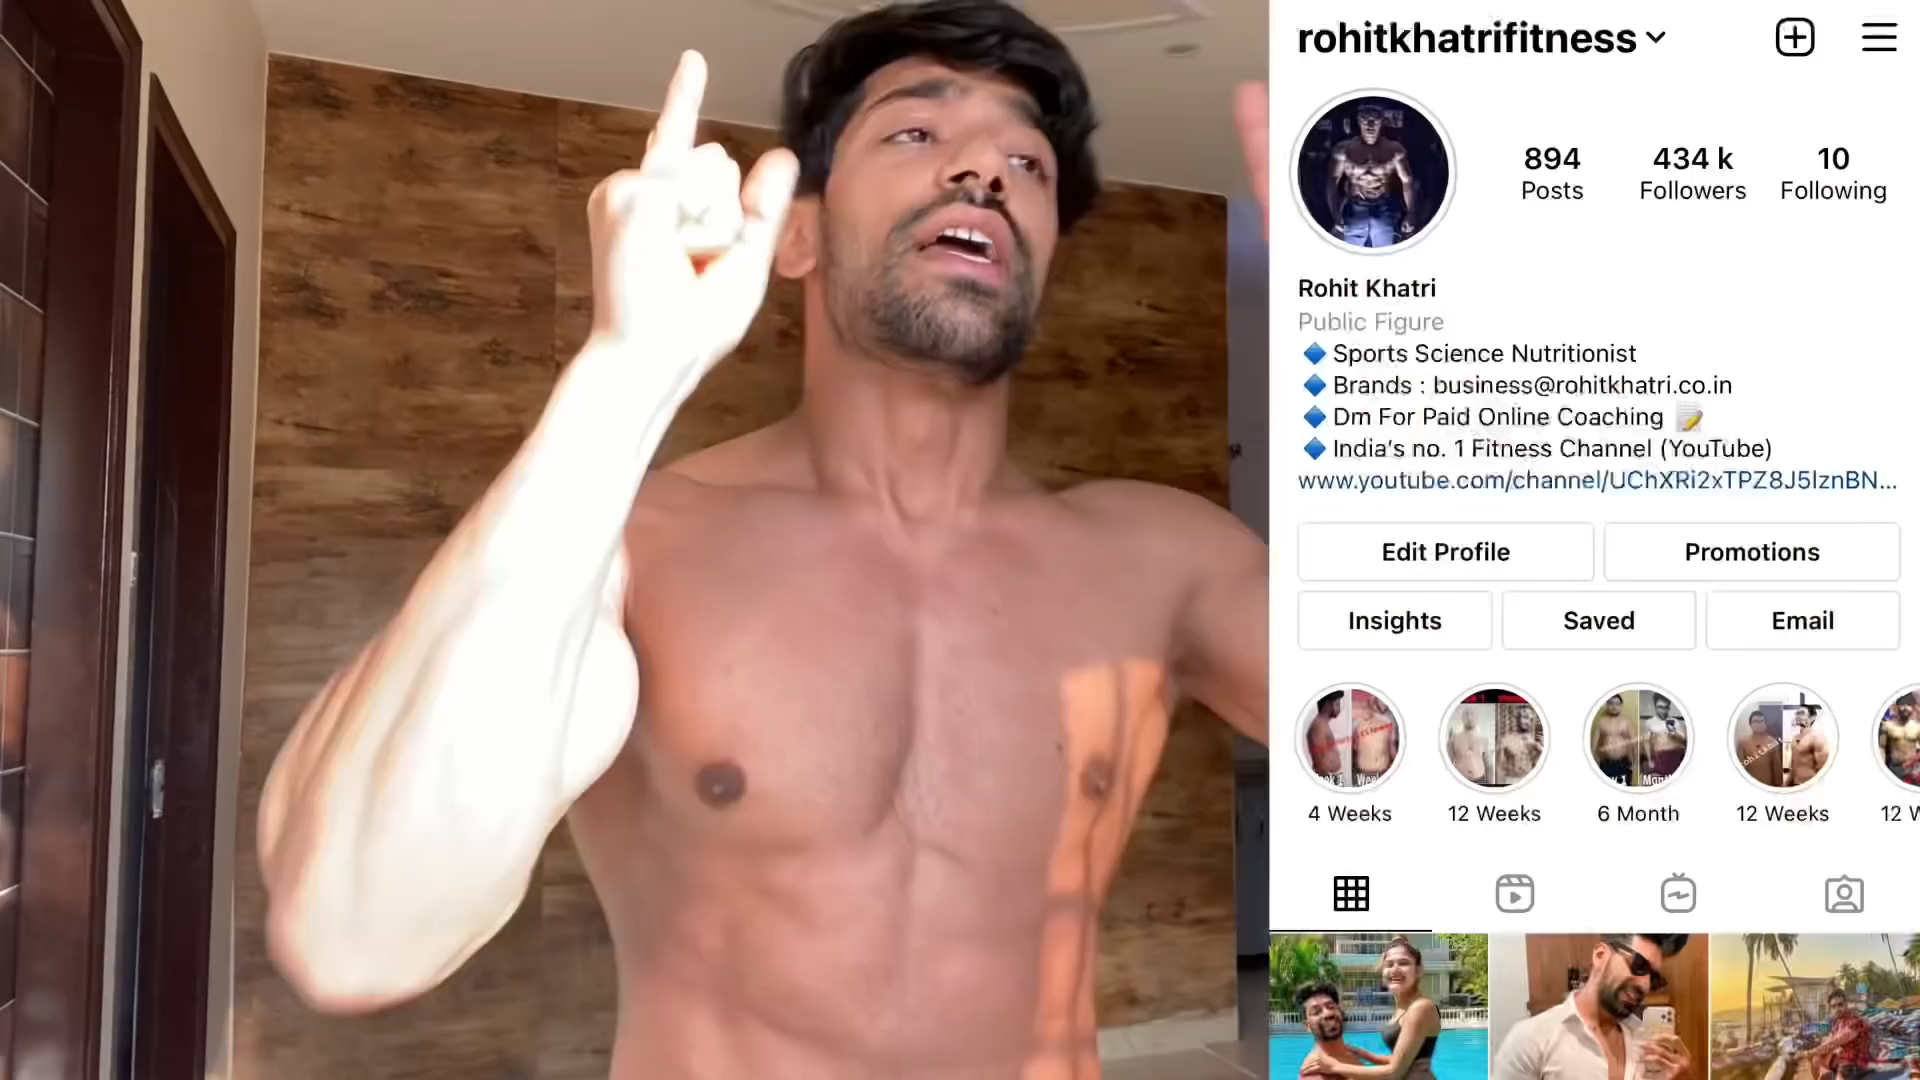 rohitkhatrifitness
894
Posts
434 k
Followers
10
Following
Rohit Khatri
Public Figure
🔷 Sports Science Nutritionist
🔷 Brands : business@rohitkhatri.co.in
🔷 Dm For Paid Online Coaching 📝
🔷 India's no. 1 Fitness Channel (YouTube)
www.youtube.com/channel/UChXRi2xTPZ8J5IznBN...
Edit Profile
Promotions
Insights
Saved
Email
4 Weeks
12 Weeks
6 Month
12 Weeks
12 W